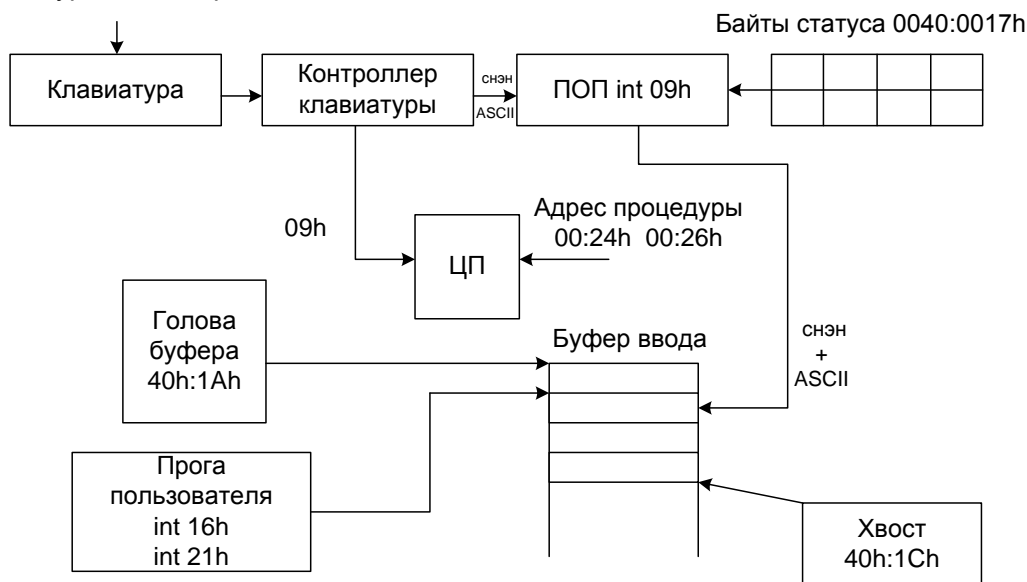 Байты статуса 0040:0017h
Клавиатура
Контроллер
клавиатуры
снэн
ASCII
ПОП int 09h
09h
ЦП
Адрес процедуры
00:24h 00:26h
Голова
буфера
40h:1Ah
Буфер ввода
снэн
+
ASCII
Прога
пользователя
int 16h
int 21h
Хвост
40h:1Ch